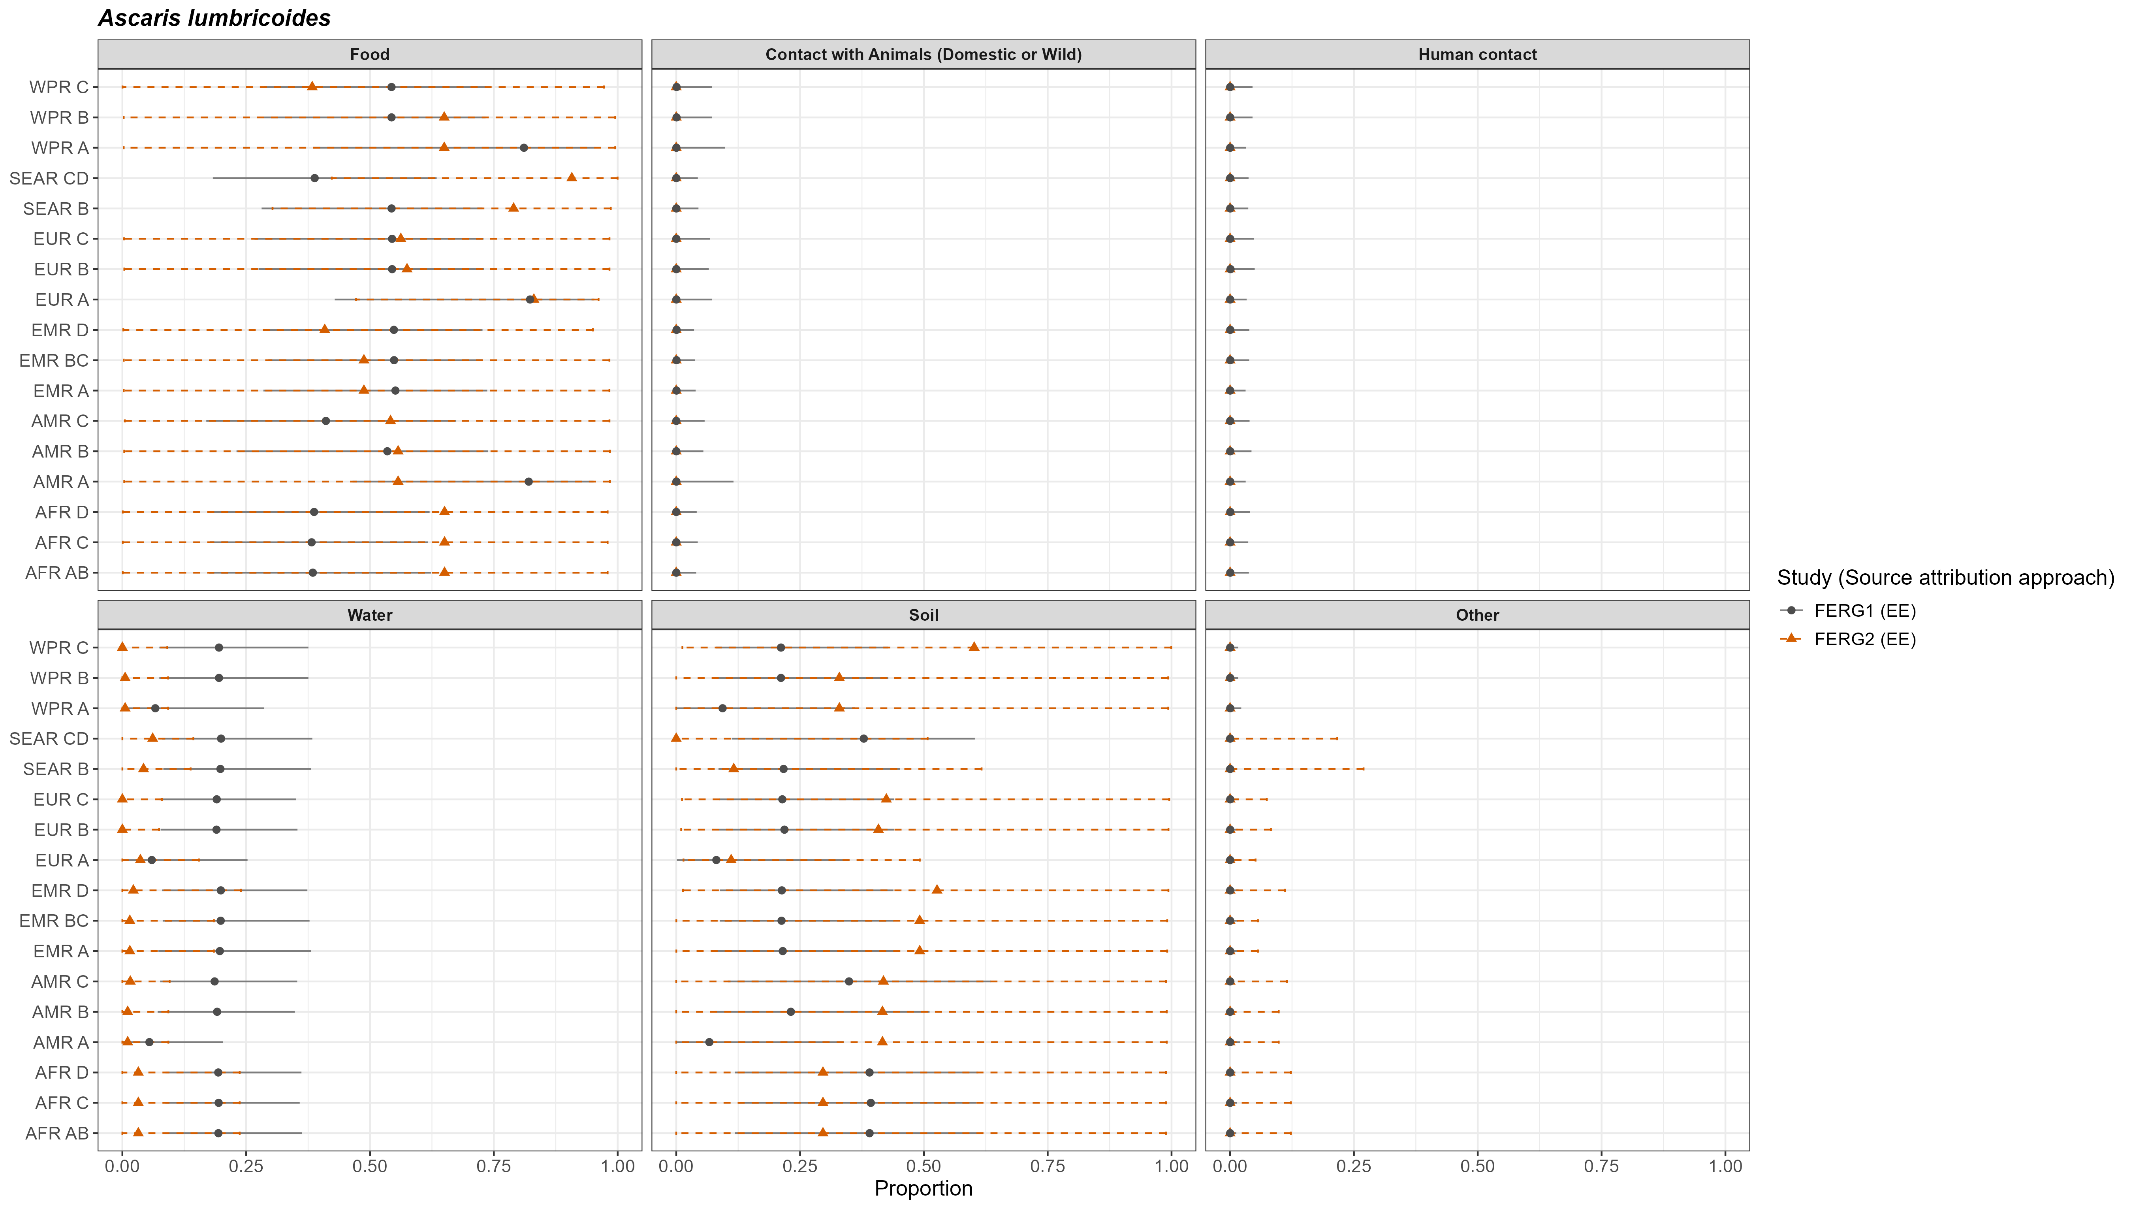 Ascaris lumbricoides
Food
Contact with Animals (Domestic or Wild)
Human contact
WPR C
WPR B
WPR A
SEAR CD
SEAR B
EUR C
EUR B
EUR A
EMR D
EMR BC
EMR A
AMR C
AMR B
AMR A
AFR D
AFR C
AFR AB
Water
Soil
Other
WPR C
WPR B
WPR A
SEAR CD
SEAR B
EUR C
EUR B
EUR A
EMR D
EMR BC
EMR A
AMR C
AMR B
AMR A
AFR D
AFR C
AFR AB
0.00 0.25 0.50 0.75 1.00
0.00 0.25 0.50 0.75 1.00
0.00 0.25 0.50 0.75 1.00
Proportion
Study (Source attribution approach)
FERG1 (EE)
FERG2 (EE)